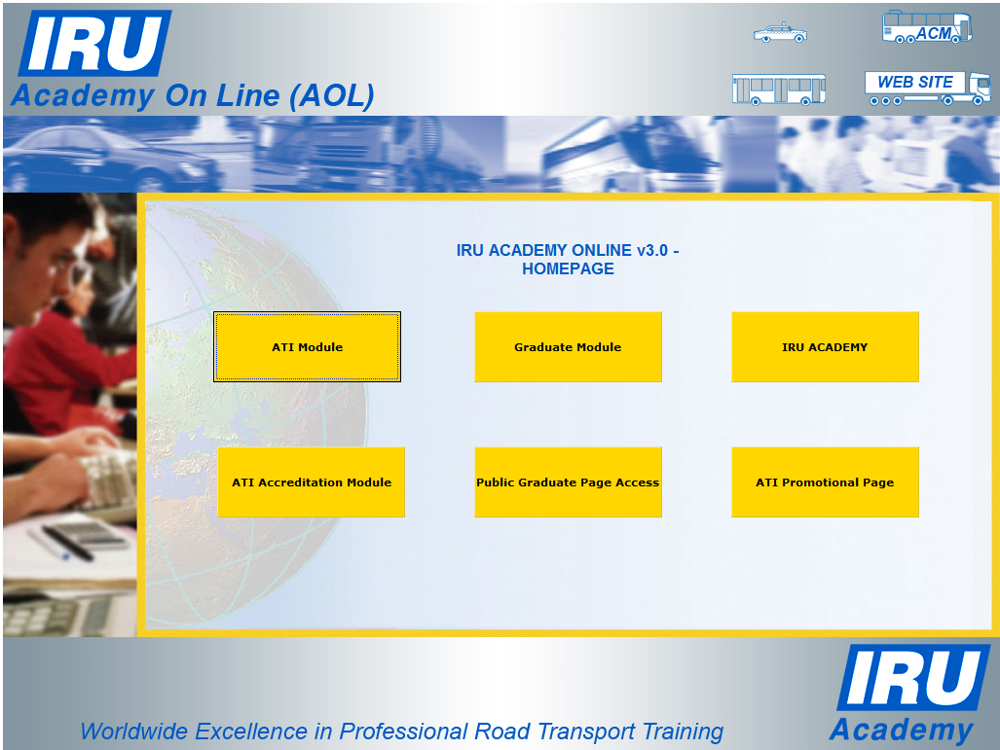 IRU
Academy On Line (AOL)
ACM
WEB SITE
IRU ACADEMY ONLINE v3.0 -
HOMEPAGE
ATI Module
Graduate Module
IRU ACADEMY
ATI Accreditation Module
Public Graduate Page Access
ATI Promotional Page
IRU
Academy
Worldwide Excellence in Professional Road Transport Training